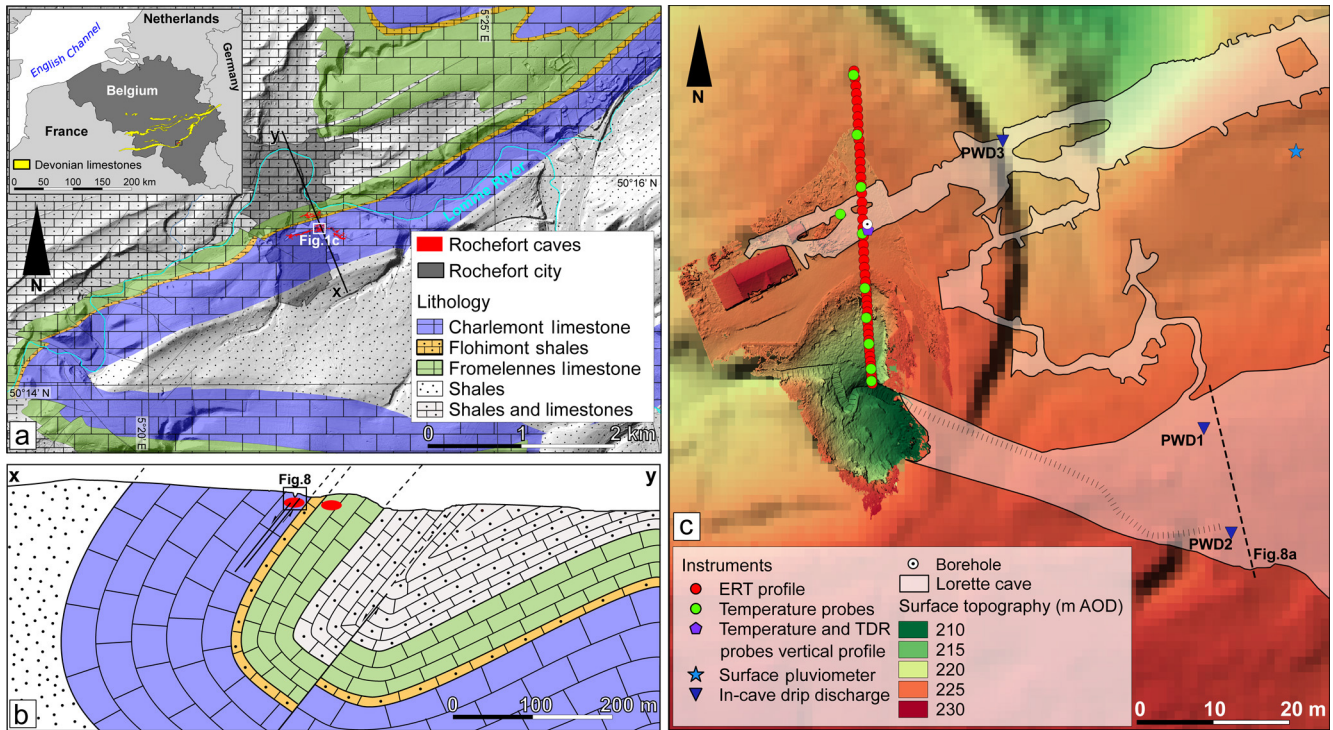 Netherlands
English Channel
Germany
Belgium
France
Devonian limestones
0 50 100 200 km
5°25' E
y
50°16' N
Lomme River
Fig.1c
N
x
Rochefort caves
Rochefort city
Lithology
Charlemont limestone
Flohimont shales
Fromelennes limestone
Shales
Shales and limestones
50°14' N
5°20' E
0 1 2 km
a
x
Fig.8
y
0 100 200 m
b
N
PWD3
PWD1
PWD2
Fig.8a
c
Instruments
ERT profile
Temperature probes
Temperature and TDR
probes vertical profile
Surface pluviometer
In-cave drip discharge
Borehole
Lorette cave
Surface topography (m AOD)
210
215
220
225
230
0 10 20 m